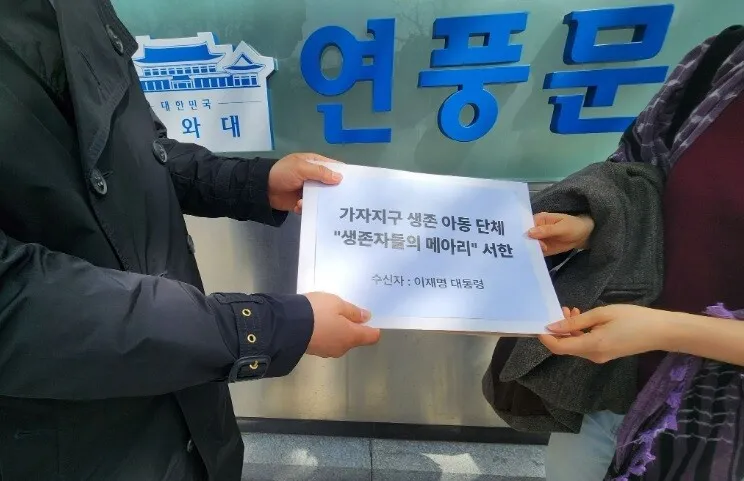 연풍문
대한민국
와대
가자지구 생존 아동 단체
"생존자들의 메아리" 서한
수신자 : 이재명 대통령